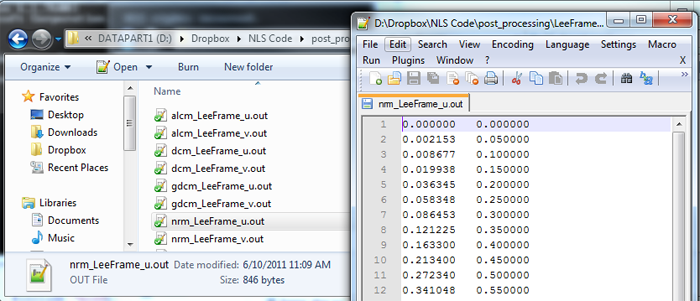 DATAPART1 (D:) Dropbox NLS Code post_pro
Organize Open Burn New folder
Favorites
Desktop
Downloads
Dropbox
Recent Places
Libraries
Documents
Music
Name
alcm_LeeFrame_u.out
alcm_LeeFrame_v.out
dcm_LeeFrame_u.out
dcm_LeeFrame_v.out
gdcm_LeeFrame_u.out
gdcm_LeeFrame_v.out
nrm_LeeFrame_u.out
nrm_LeeFrame_v.out
nrm_LeeFrame_u.out Date modified: 6/10/2011 11:09 AM
OUT File Size: 846 bytes
D:\Dropbox\NLS Code\post_processing\LeeFrame...
File Edit Search View Encoding Language Settings Macro
Run Plugins Window ?
nrm_LeeFrame_u.out
1 0.000000 0.000000
2 0.002153 0.050000
3 0.008677 0.100000
4 0.019938 0.150000
5 0.036345 0.200000
6 0.058348 0.250000
7 0.086453 0.300000
8 0.121225 0.350000
9 0.163300 0.400000
10 0.213400 0.450000
11 0.272340 0.500000
12 0.341048 0.550000